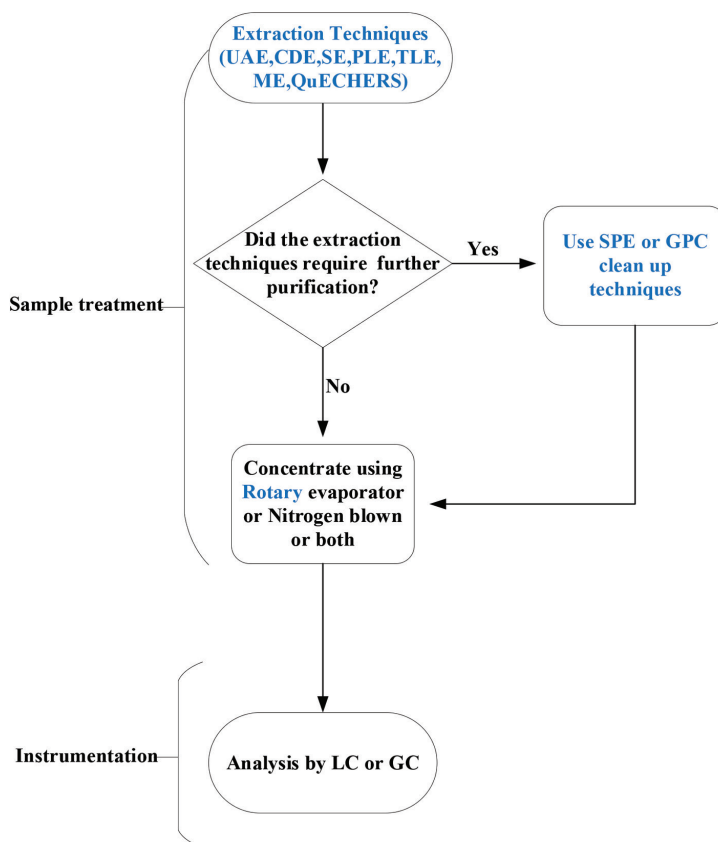 Extraction Techniques
(UAE,CDE,SE,PLE,TLE,
ME,QuECHERS)
Did the extraction
techniques require further
purification?
Yes
Use SPE or GPC
clean up
techniques
Sample treatment
No
Concentrate using
Rotary evaporator
or Nitrogen blown
or both
Instrumentation
Analysis by LC or GC